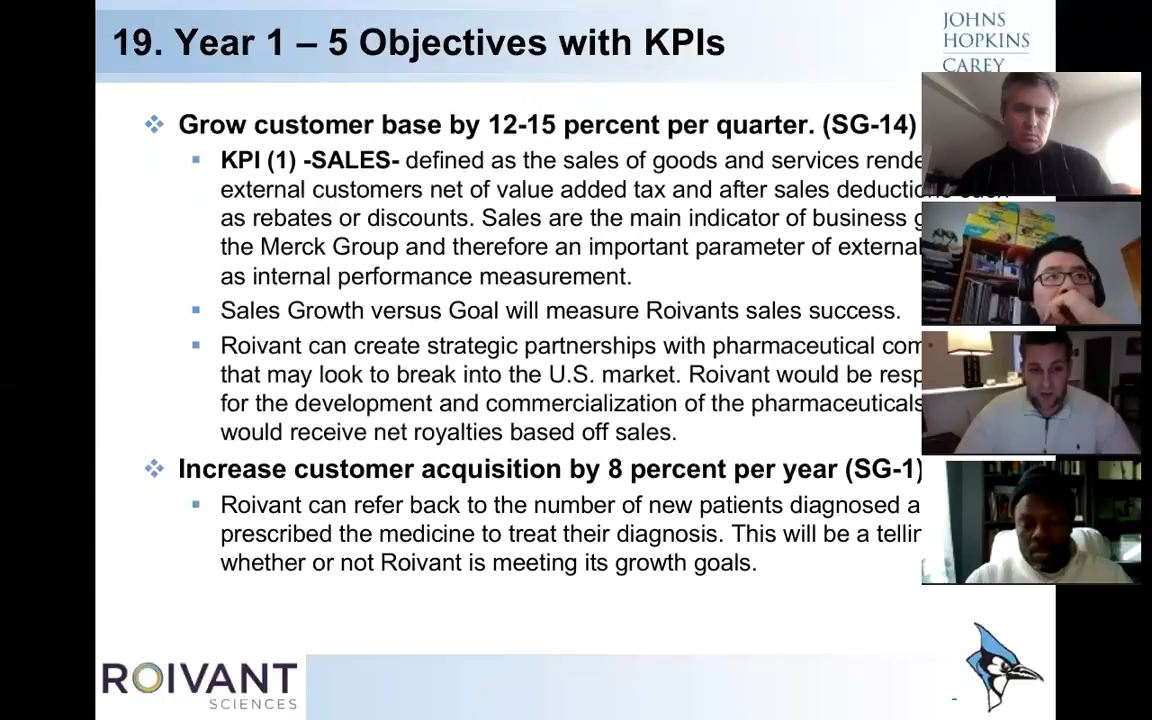 19. Year 1 – 5 Objectives with KPIs
JOHNS
HOPKINS
CAREY
Grow customer base by 12-15 percent per quarter. (SG-14)
KPI (1) -SALES- defined as the sales of goods and services rende
external customers net of value added tax and after sales deductio
as rebates or discounts. Sales are the main indicator of business g
the Merck Group and therefore an important parameter of external
as internal performance measurement.
Sales Growth versus Goal will measure Roivants sales success.
Roivant can create strategic partnerships with pharmaceutical com
that may look to break into the U.S. market. Roivant would be resp
for the development and commercialization of the pharmaceuticals
would receive net royalties based off sales.
Increase customer acquisition by 8 percent per year (SG-1)
Roivant can refer back to the number of new patients diagnosed a
prescribed the medicine to treat their diagnosis. This will be a tellin
whether or not Roivant is meeting its growth goals.
ROIVANT
SCIENCES